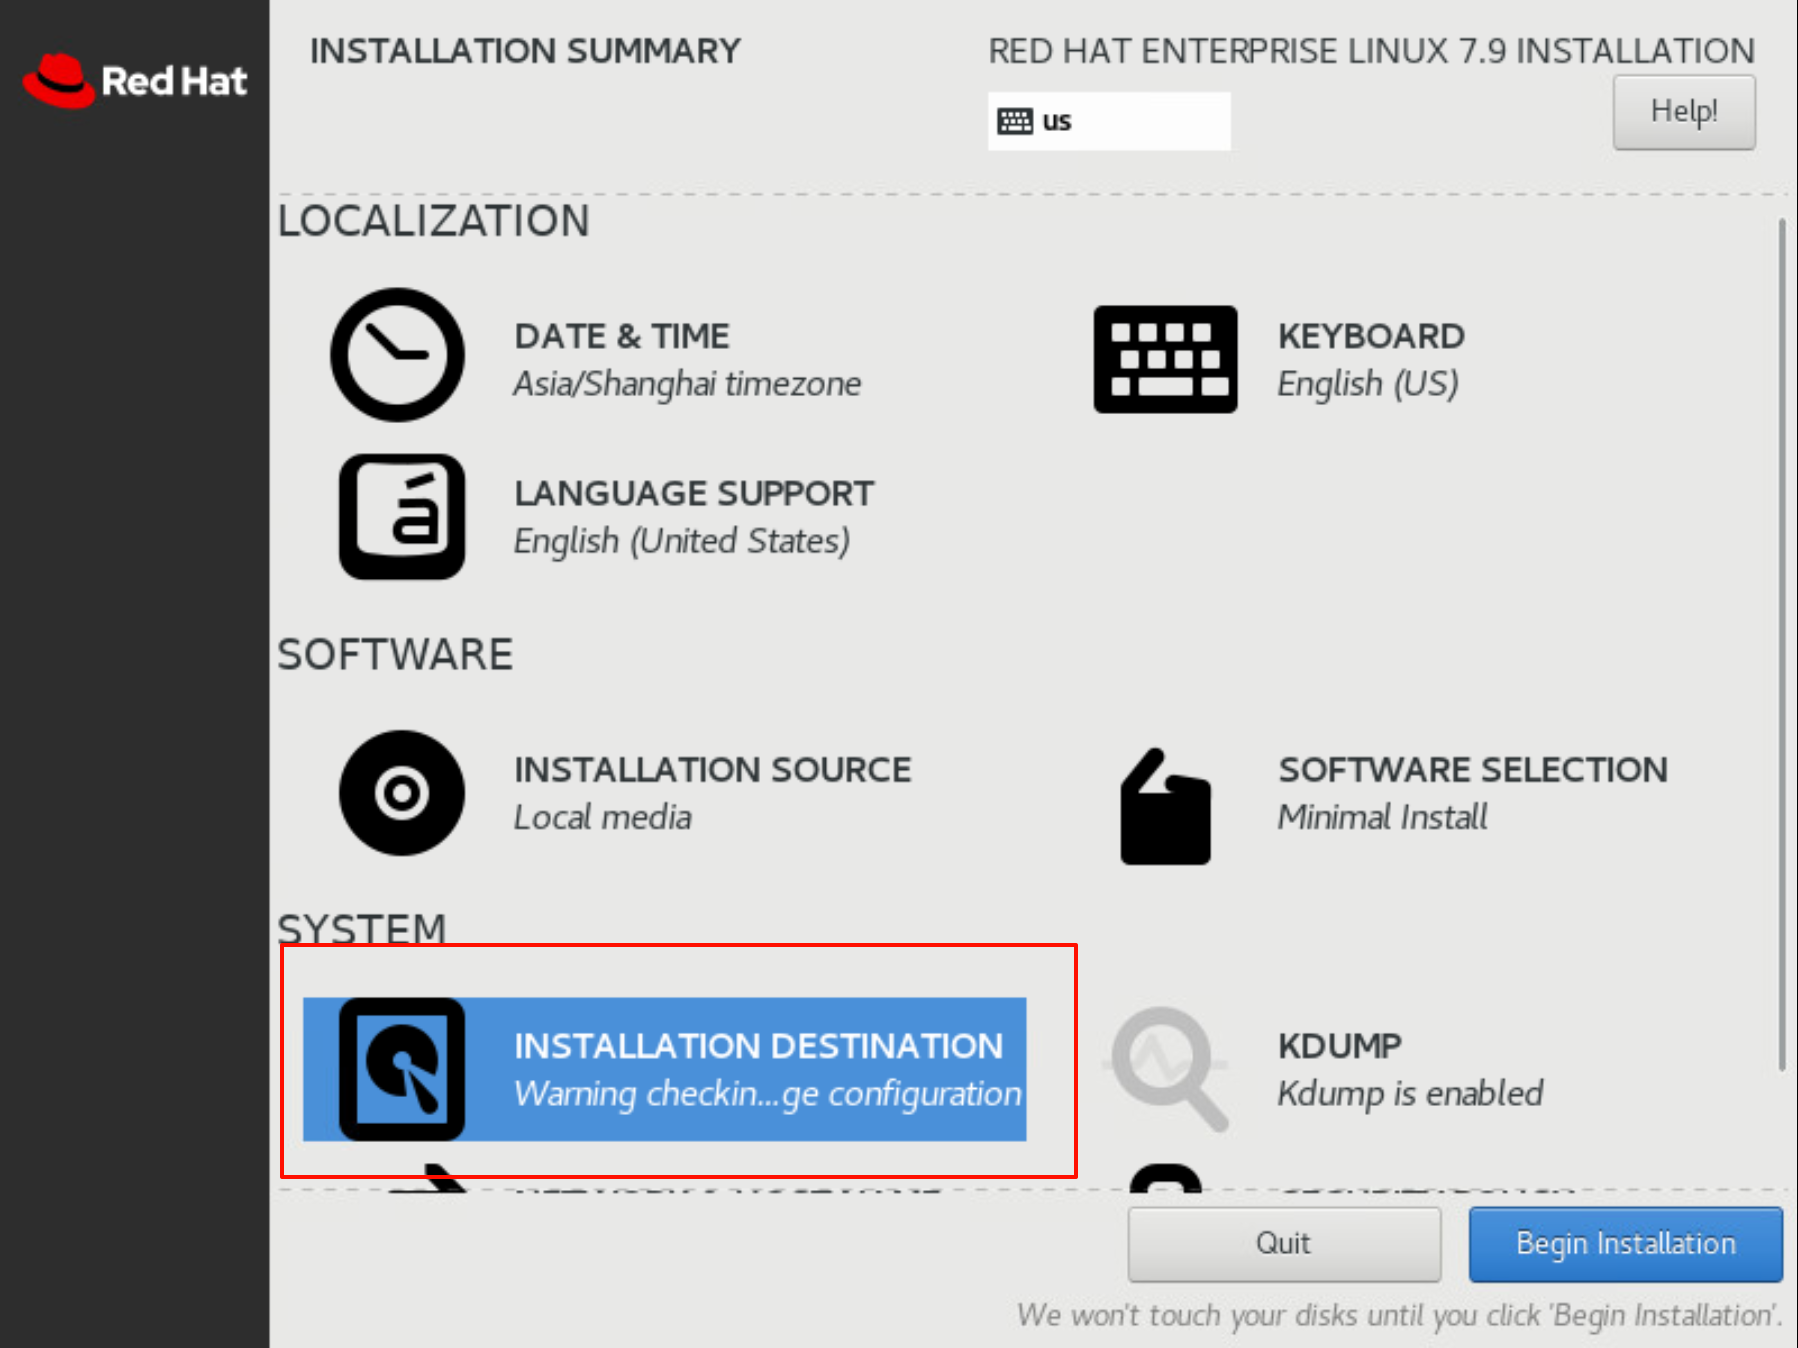 Red Hat
INSTALLATION SUMMARY
RED HAT ENTERPRISE LINUX 7.9 INSTALLATION
us
Help!
LOCALIZATION
DATE & TIME
Asia/Shanghai timezone
KEYBOARD
English (US)
á
LANGUAGE SUPPORT
English (United States)
SOFTWARE
INSTALLATION SOURCE
Local media
SOFTWARE SELECTION
Minimal Install
SYSTEM
INSTALLATION DESTINATION
Warning checkin...ge configuration
KDUMP
Kdump is enabled
Quit
Begin Installation
We won't touch your disks until you click 'Begin Installation'.